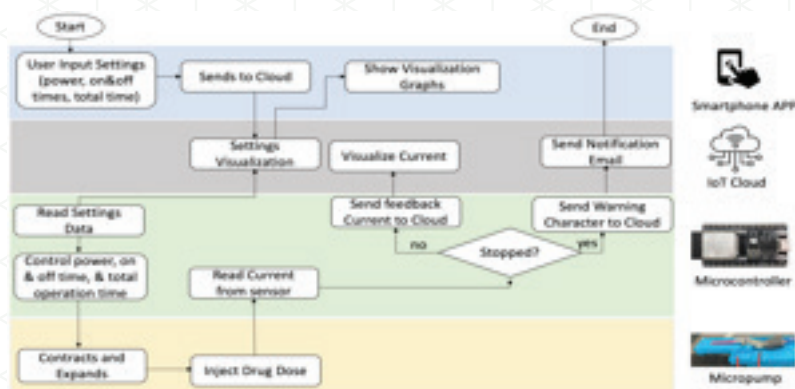 Start
End
User Input Settings
(power, on&off
times, total time)
Sends to Cloud
Show Visualization
Graphs
Smartphone APP
Settings
Visualization
Visualize Current
Send Notification
Email
IoT Cloud
Read Settings
Data
Send feedback
Current to Cloud
Send Warning
Character to Cloud
no
Stopped?
yes
Control power, on
& off time, & total
operation time
Read Current
from sensor
Microcontroller
Contracts and
Expands
Inject Drug Dose
Micropump